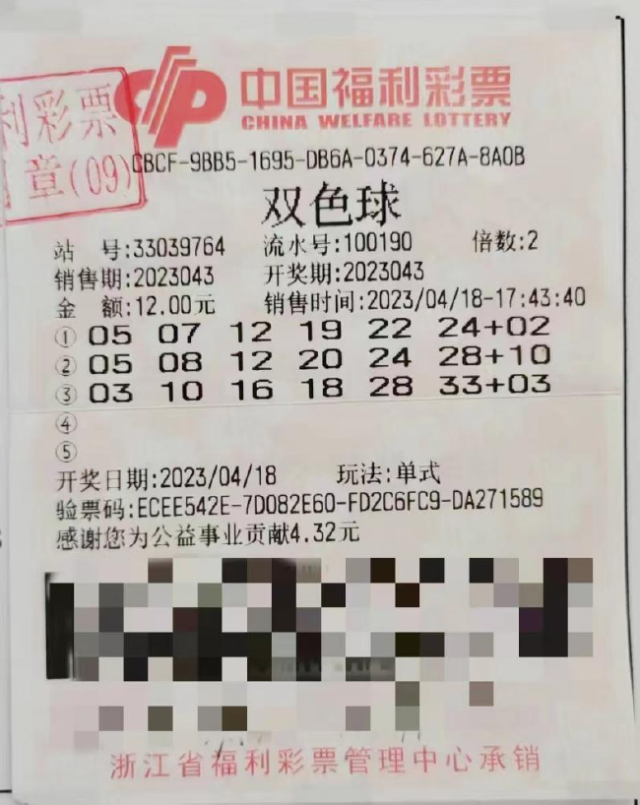 中国福利彩票
CHINA WELFARE LOTTERY
利彩票
章(09)
CBCF-9BB5-1695-DB6A-0374-627A-8A0B
双色球
站 号:33039764 流水号:100190 倍数:2
销售期:2023043 开奖期:2023043
金 额:12.00元 销售时间:2023/04/18-17:43:40
① 05 07 12 19 22 24+02
② 05 08 12 20 24 28+10
③ 03 10 16 18 28 33+03
④
⑤
开奖日期:2023/04/18 玩法:单式
验票码:ECEE542E-7D082E60-FD2C6FC9-DA271589
感谢您为公益事业贡献4.32元
浙江省福利彩票管理中心承销